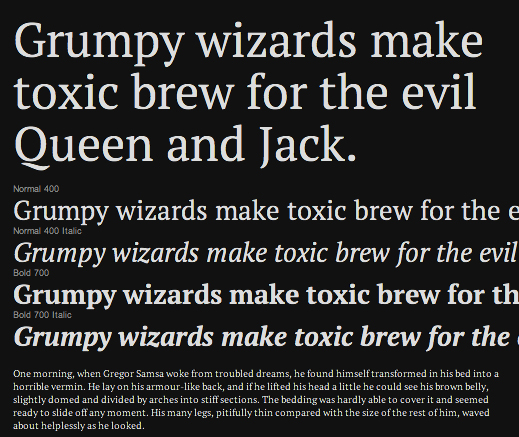 Grumpy wizards make
toxic brew for the evil
Queen and Jack.
Normal 400
Grumpy wizards make toxic brew for the e
Normal 400 Italic
Grumpy wizards make toxic brew for the evil
Bold 700
Grumpy wizards make toxic brew for th
Bold 700 Italic
Grumpy wizards make toxic brew for the
One morning, when Gregor Samsa woke from troubled dreams, he found himself transformed in his bed into a
horrible vermin. He lay on his armour-like back, and if he lifted his head a little he could see his brown belly,
slightly domed and divided by arches into stiff sections. The bedding was hardly able to cover it and seemed
ready to slide off any moment. His many legs, pitifully thin compared with the size of the rest of him, waved
about helplessly as he looked.